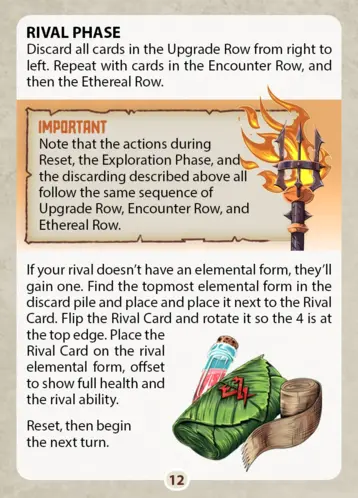 RIVAL PHASE
Discard all cards in the Upgrade Row from right to
left. Repeat with cards in the Encounter Row, and
then the Ethereal Row.
IMPORTANT
Note that the actions during
Reset, the Exploration Phase, and
the discarding described above all
follow the same sequence of
Upgrade Row, Encounter Row, and
Ethereal Row.
If your rival doesn't have an elemental form, they'll
gain one. Find the topmost elemental form in the
discard pile and place and place it next to the Rival
Card. Flip the Rival Card and rotate it so the 4 is at
the top edge. Place the
Rival Card on the rival
elemental form, offset
to show full health and
the rival ability.
Reset, then begin
the next turn.
12